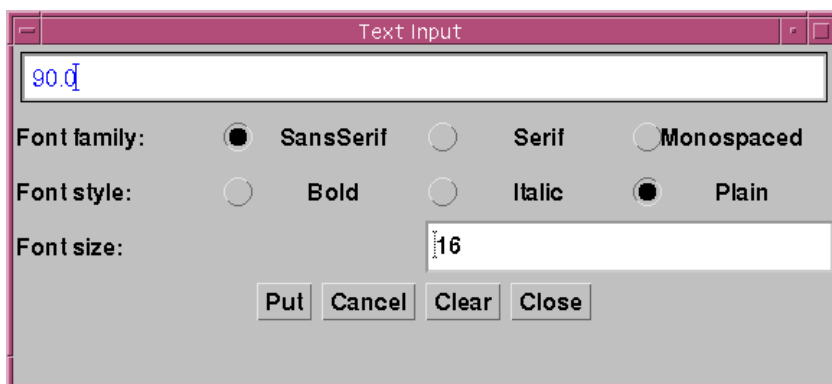 Text Input
90.0
Font family: SansSerif Serif Monospaced
Font style: Bold Italic Plain
Font size: 16
Put Cancel Clear Close